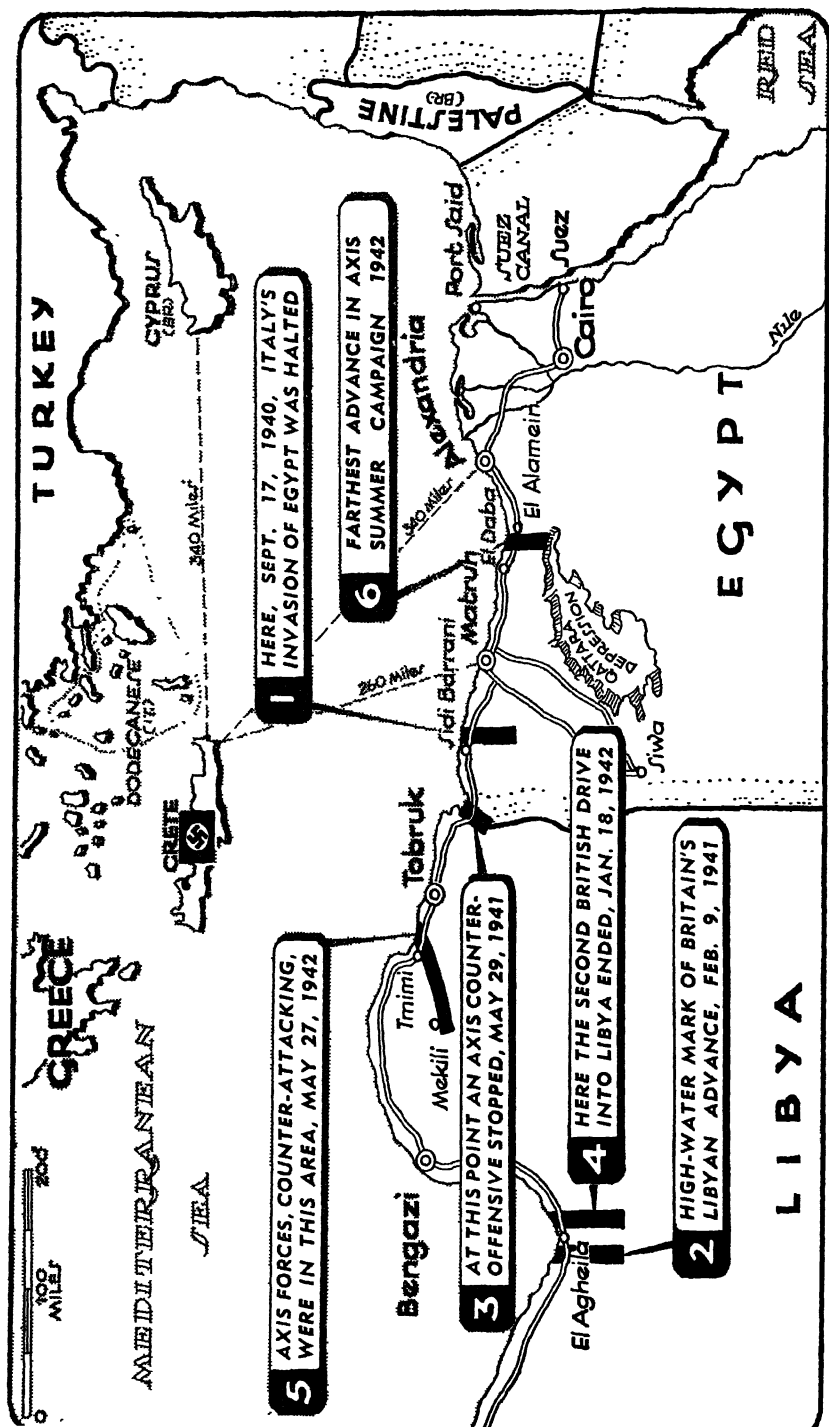 TURKEY
GREECE
CYPRUS
(BR)
DODECANESE
(IT.)
CRETE
MEDITERRANEAN
SEA
0 100 200
MILES
340 Miles
340 Miles
260 Miles
PALESTINE
(BR)
RED
SEA
1 HERE, SEPT. 17, 1940, ITALY'S
INVASION OF EGYPT WAS HALTED
6 FARTHEST ADVANCE IN AXIS
SUMMER CAMPAIGN 1942
5 AXIS FORCES, COUNTER-ATTACKING,
WERE IN THIS AREA, MAY 27, 1942
3 AT THIS POINT AN AXIS COUNTER-
OFFENSIVE STOPPED, MAY 29, 1941
4 HERE THE SECOND BRITISH DRIVE
INTO LIBYA ENDED, JAN. 18, 1942
2 HIGH-WATER MARK OF BRITAIN'S
LIBYAN ADVANCE, FEB. 9, 1941
Bengazi
El Agheila
Mekili
Tmimi
Tobruk
Sidi Barrani
Matruh
El Daba
El Alamein
Alexandria
Port Said
SUEZ
CANAL
Suez
Cairo
Nile
QATTARA
DEPRESSION
Siwa
LIBYA
EGYPT